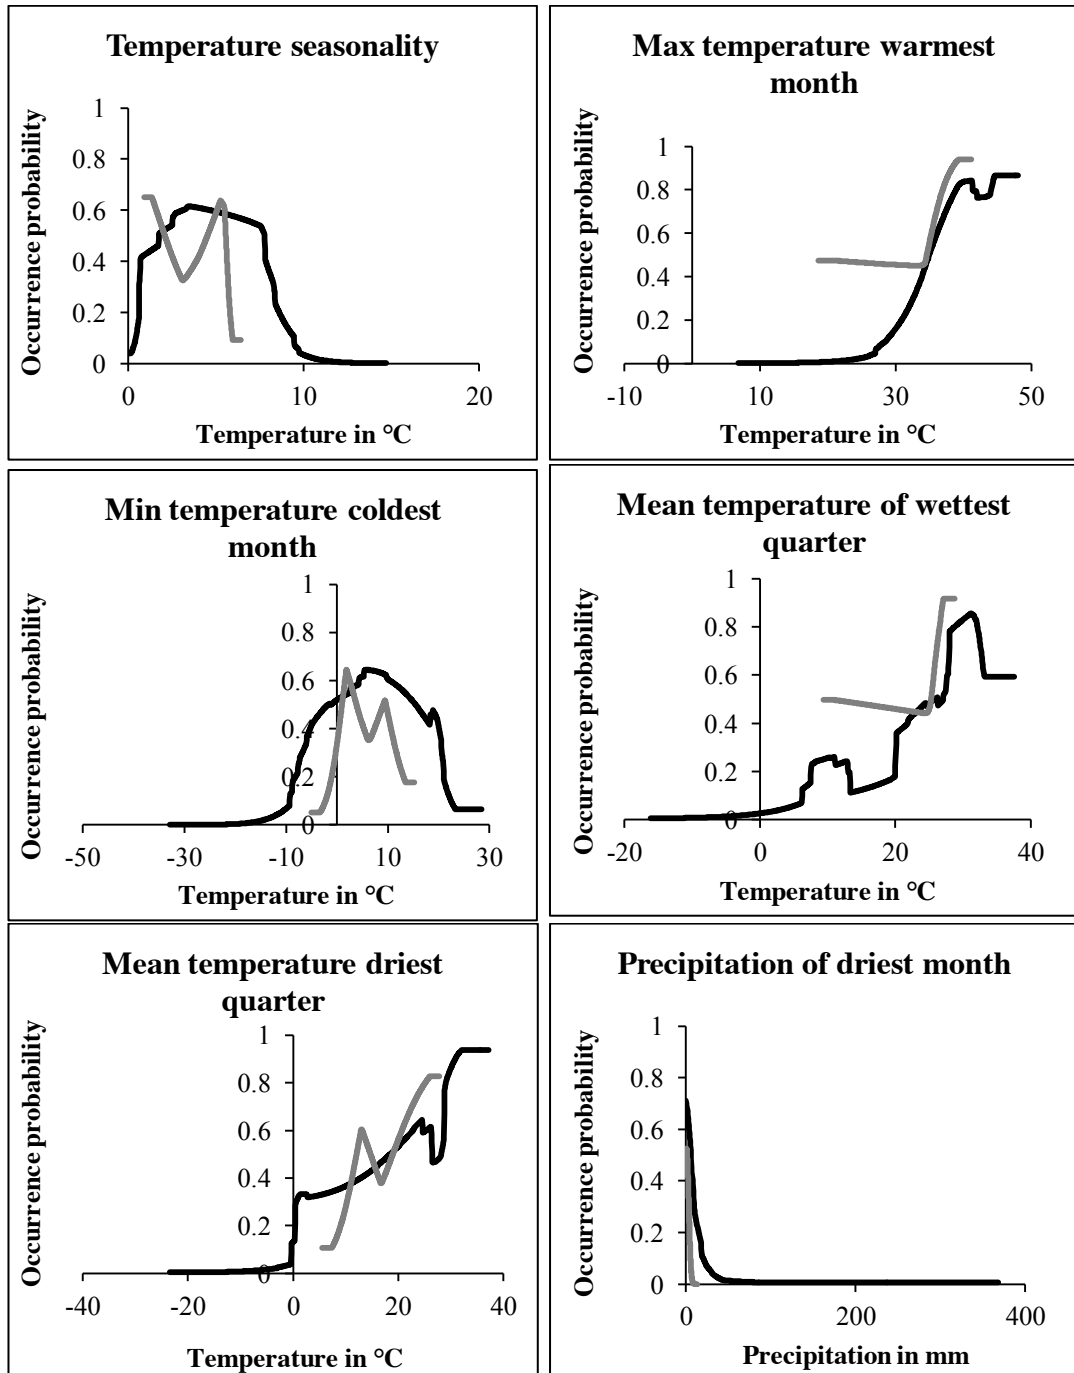 Temperature seasonality
Occurrence probability
1
0.8
0.6
0.4
0.2
0
0
10
20
Temperature in °C
Max temperature warmest
month
Occurrence probability
1
0.8
0.6
0.4
0.2
0
-10
10
30
50
Temperature in °C
Min temperature coldest
month
Occurrence probability
1
0.8
0.6
0.4
0.2
0
-50
-30
-10
10
30
Temperature in °C
Mean temperature of wettest
quarter
Occurrence probability
1
0.8
0.6
0.4
0.2
0
-20
0
20
40
Temperature in °C
Mean temperature driest
quarter
Occurrence probability
1
0.8
0.6
0.4
0.2
0
-40
-20
0
20
40
Temperature in °C
Precipitation of driest month
Occurrence probability
1
0.8
0.6
0.4
0.2
0
0
200
400
Precipitation in mm